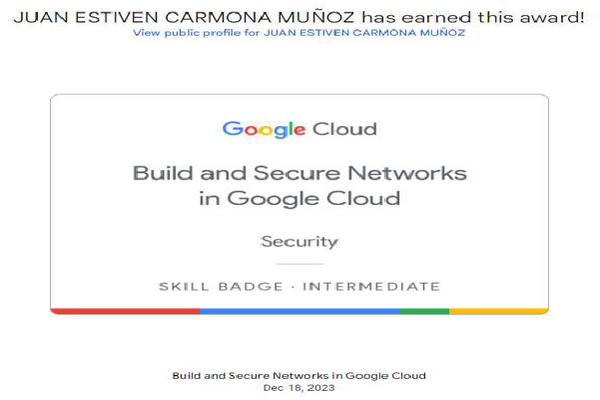 JUAN ESTIVEN CARMONA MUÑOZ has earned this award!
View public profile for JUAN ESTIVEN CARMONA MUÑOZ
Google Cloud
Build and Secure Networks
in Google Cloud
Security
SKILL BADGE · INTERMEDIATE
Build and Secure Networks in Google Cloud
Dec 18, 2023